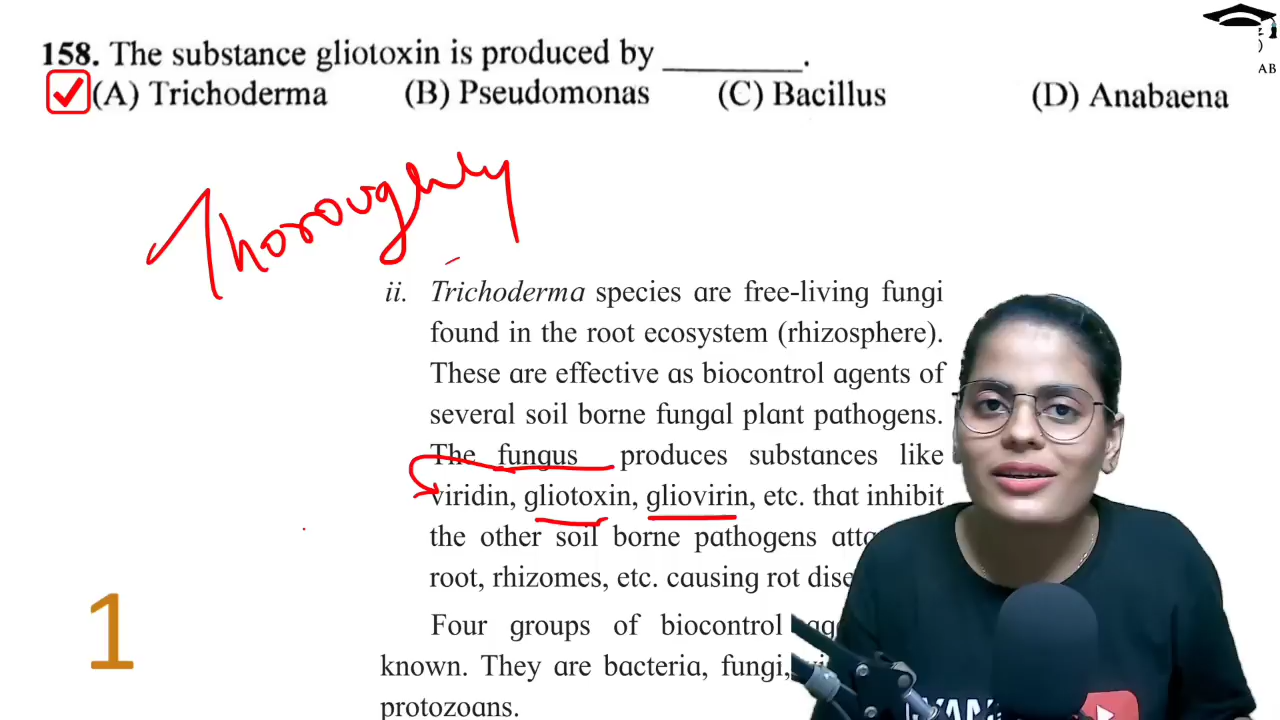 158. The substance gliotoxin is produced by ________.
(A) Trichoderma (B) Pseudomonas (C) Bacillus (D) Anabaena
AB
Thoroughly
ii. Trichoderma species are free-living fungi
found in the root ecosystem (rhizosphere).
These are effective as biocontrol agents of
several soil borne fungal plant pathogens.
The fungus produces substances like
viridin, gliotoxin, gliovirin, etc. that inhibit
the other soil borne pathogens
root, rhizomes, etc. causing rot
Four groups of biocontrol
known. They are bacteria, fungi,
protozoans.
1